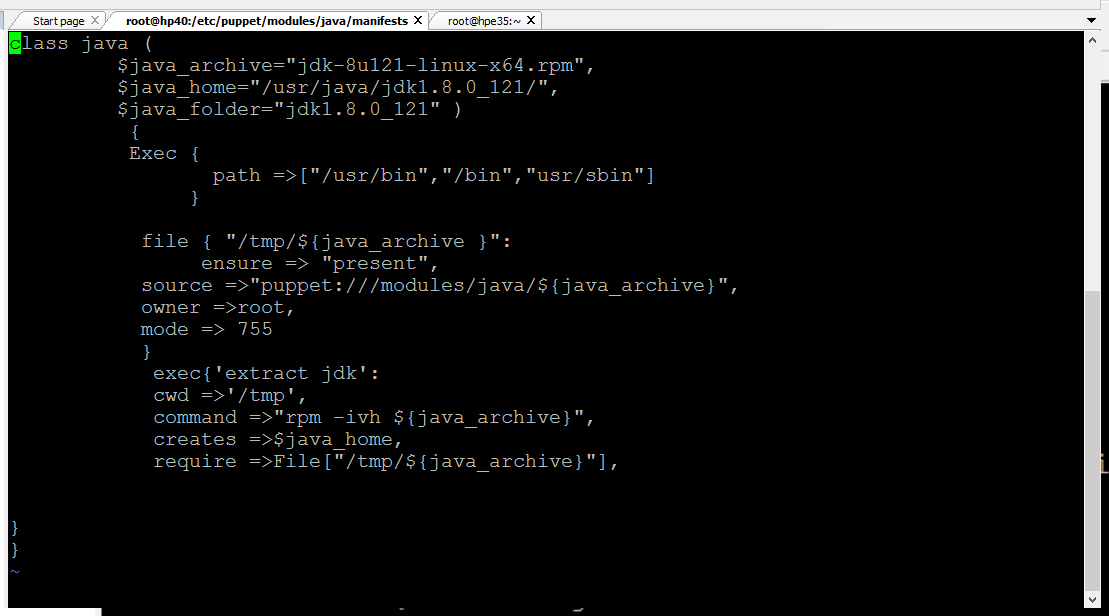 Start page
root@hp40:/etc/puppet/modules/java/manifests
root@hpe35:~
class java (
$java_archive="jdk-8u121-linux-x64.rpm",
$java_home="/usr/java/jdk1.8.0_121/",
$java_folder="jdk1.8.0_121" )
{
Exec {
path =>["/usr/bin","/bin","usr/sbin"]
}
file { "/tmp/${java_archive }":
ensure => "present",
source =>"puppet:///modules/java/${java_archive}",
owner =>root,
mode => 755
}
exec{'extract jdk':
cwd =>'/tmp',
command =>"rpm -ivh ${java_archive}",
creates =>$java_home,
require =>File["/tmp/${java_archive}"],
}
}
~